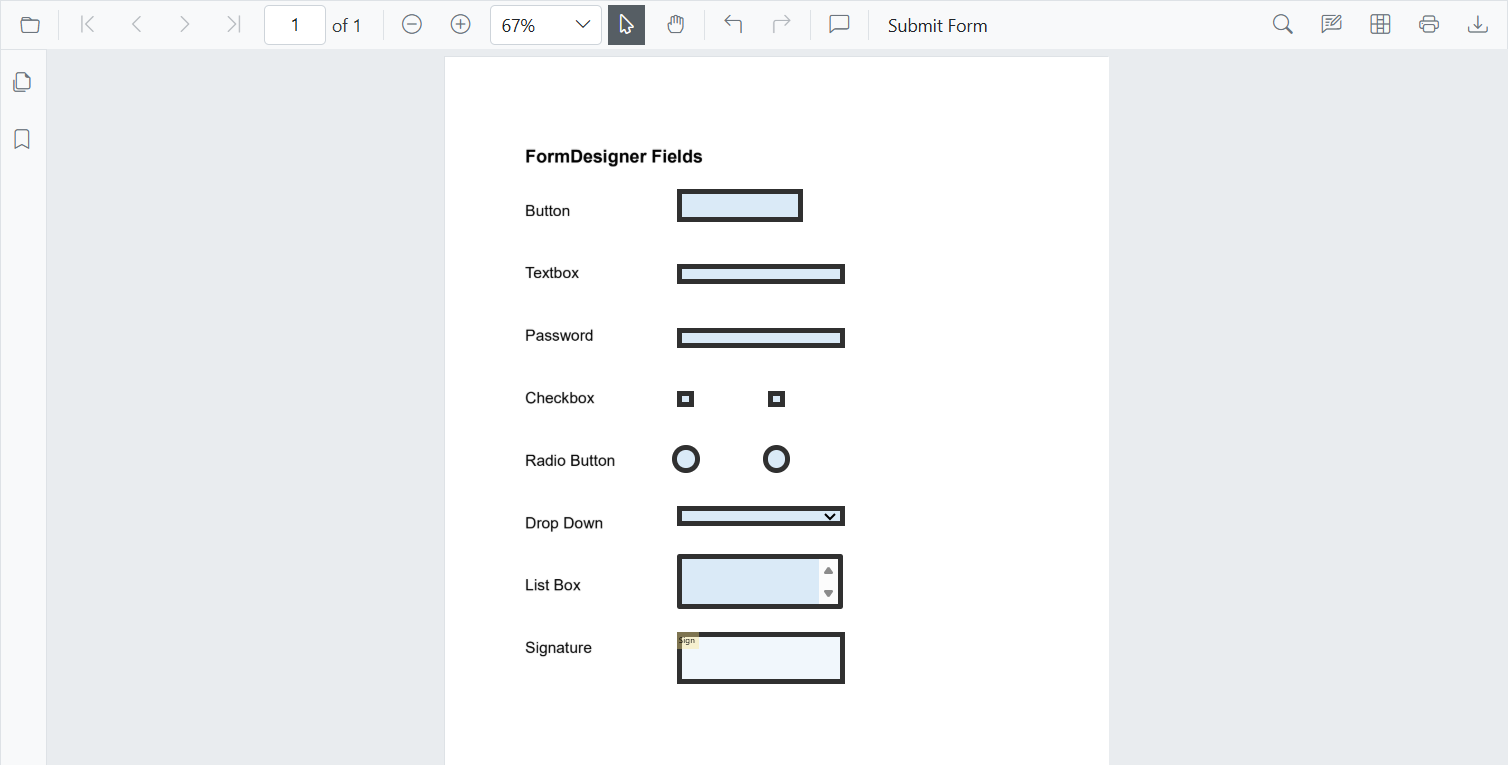 1 of 1 67% Submit Form
FormDesigner Fields
Button
Textbox
Password
Checkbox
Radio Button
Drop Down
List Box
Sign
Signature